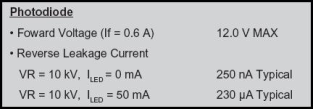 Photodiode
• Foward Voltage (If = 0.6 A) 12.0 V MAX
• Reverse Leakage Current
VR = 10 kV, ILED = 0 mA 250 nA Typical
VR = 10 kV, ILED = 50 mA 230 µA Typical